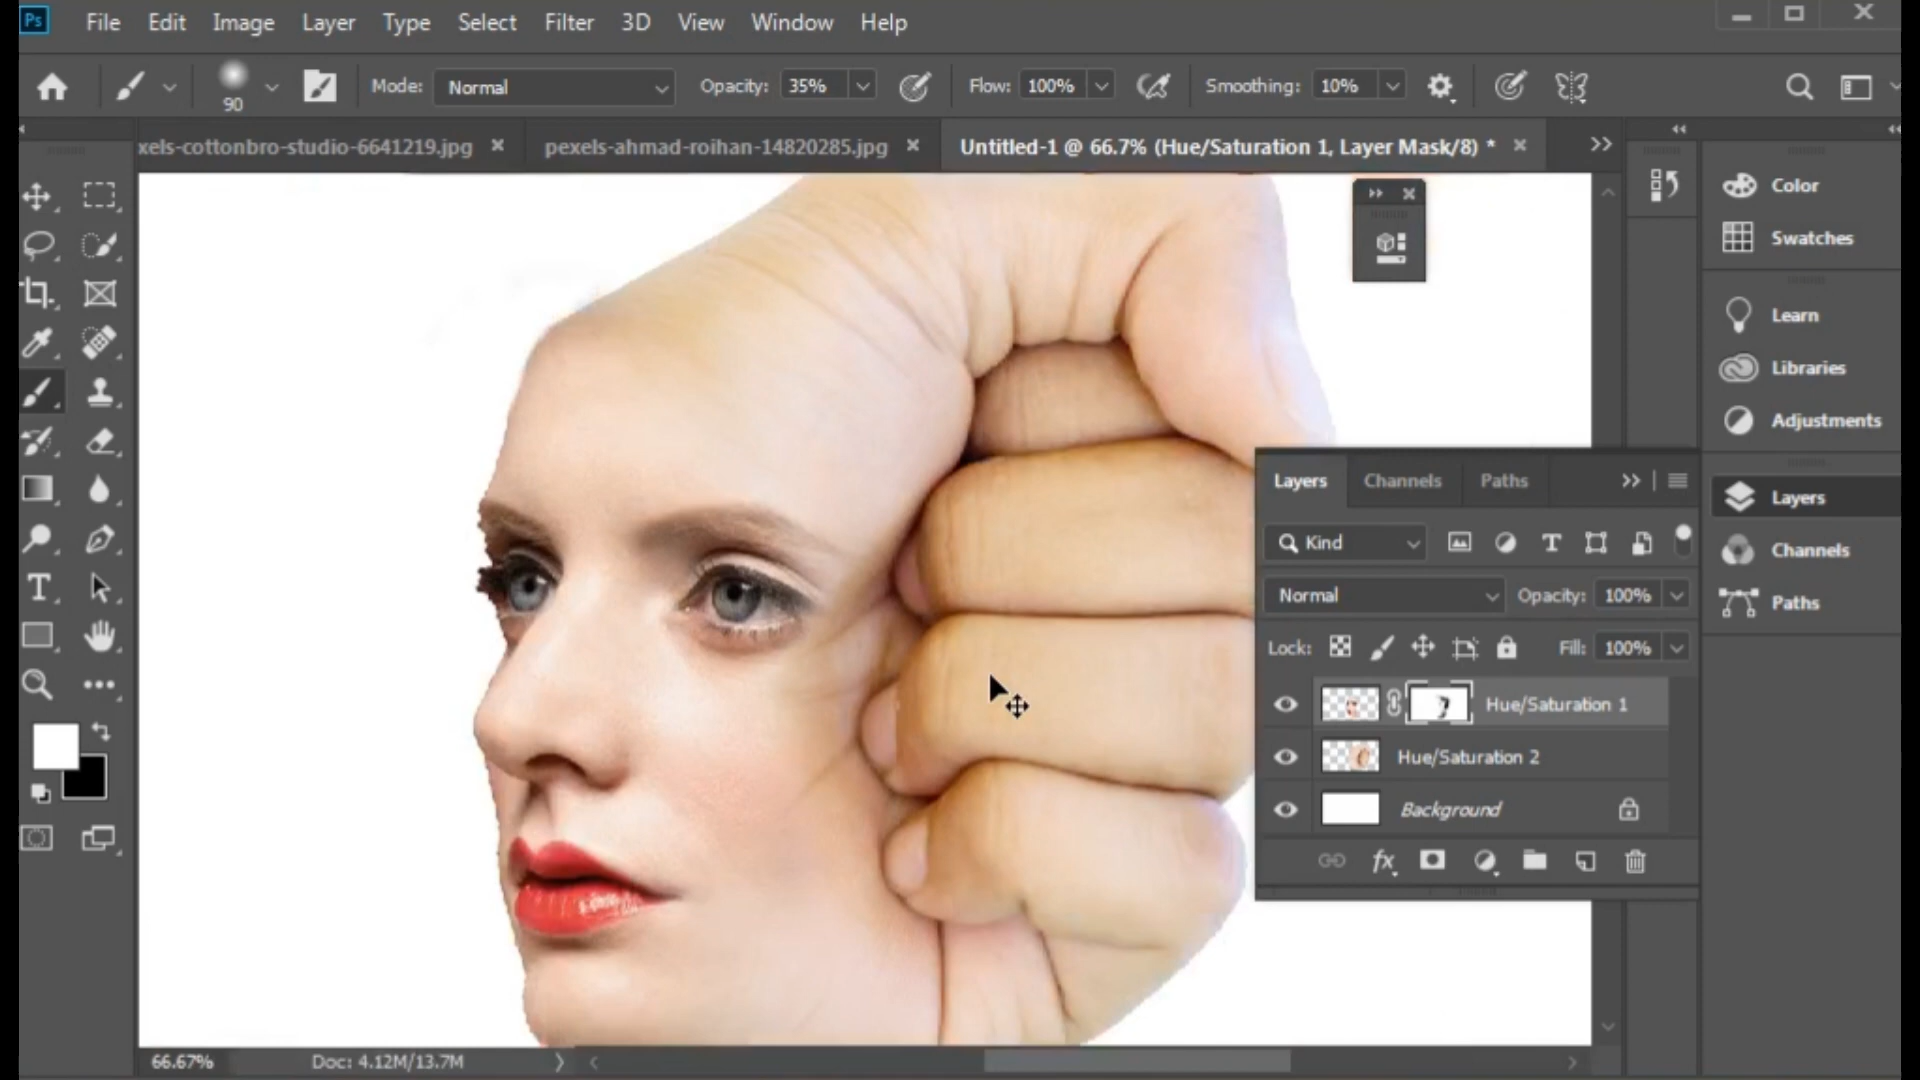 Ps File Edit Image Layer Type Select Filter 3D View Window Help
90 Mode: Normal Opacity: 35% Flow: 100% Smoothing: 10%
xels-cottonbro-studio-6641219.jpg pexels-ahmad-roihan-14820285.jpg Untitled-1 @ 66.7% (Hue/Saturation 1, Layer Mask/8) *
Color
Swatches
Learn
Libraries
Adjustments
Layers
Channels
Paths
Layers Channels Paths
Kind
Normal Opacity: 100%
Lock: Fill: 100%
Hue/Saturation 1
Hue/Saturation 2
Background
fx
66.67% Doc: 4.12M/13.7M